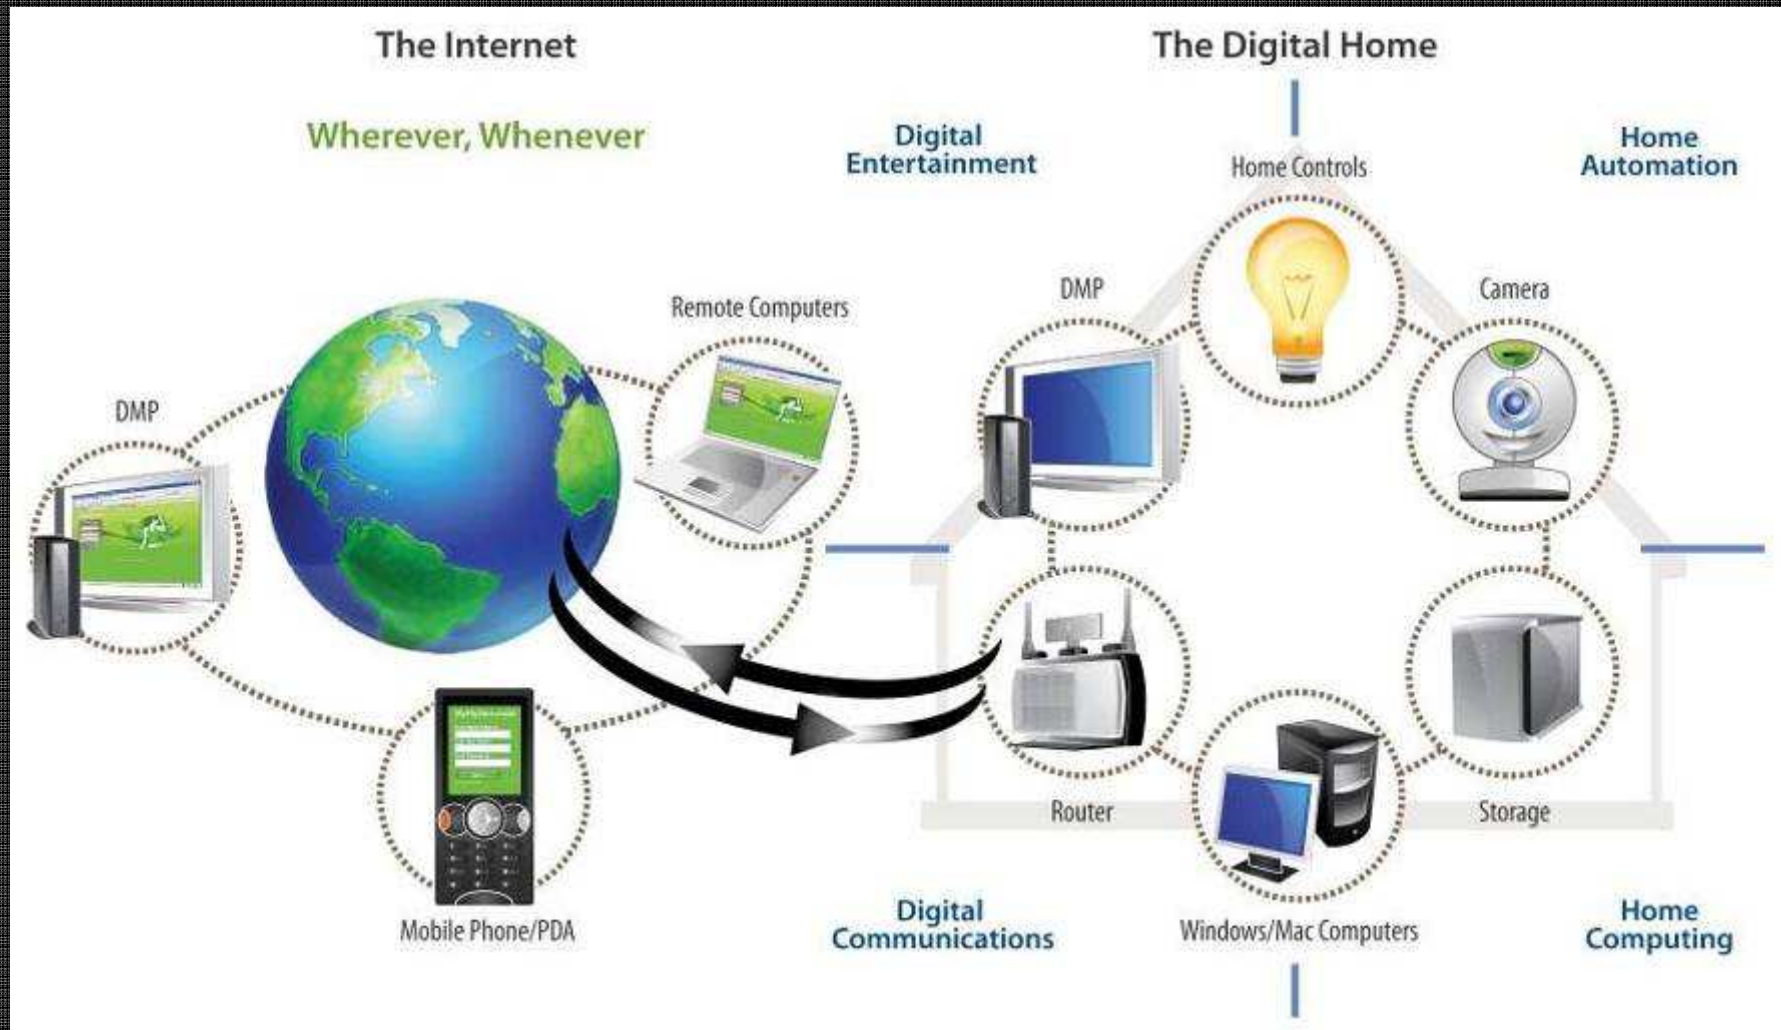 The Internet
The Digital Home
Wherever, Whenever
Digital
Entertainment
Home
Automation
Home Controls
DMP
Camera
Remote Computers
DMP
Router
Storage
Mobile Phone/PDA
Windows/Mac Computers
Digital
Communications
Home
Computing